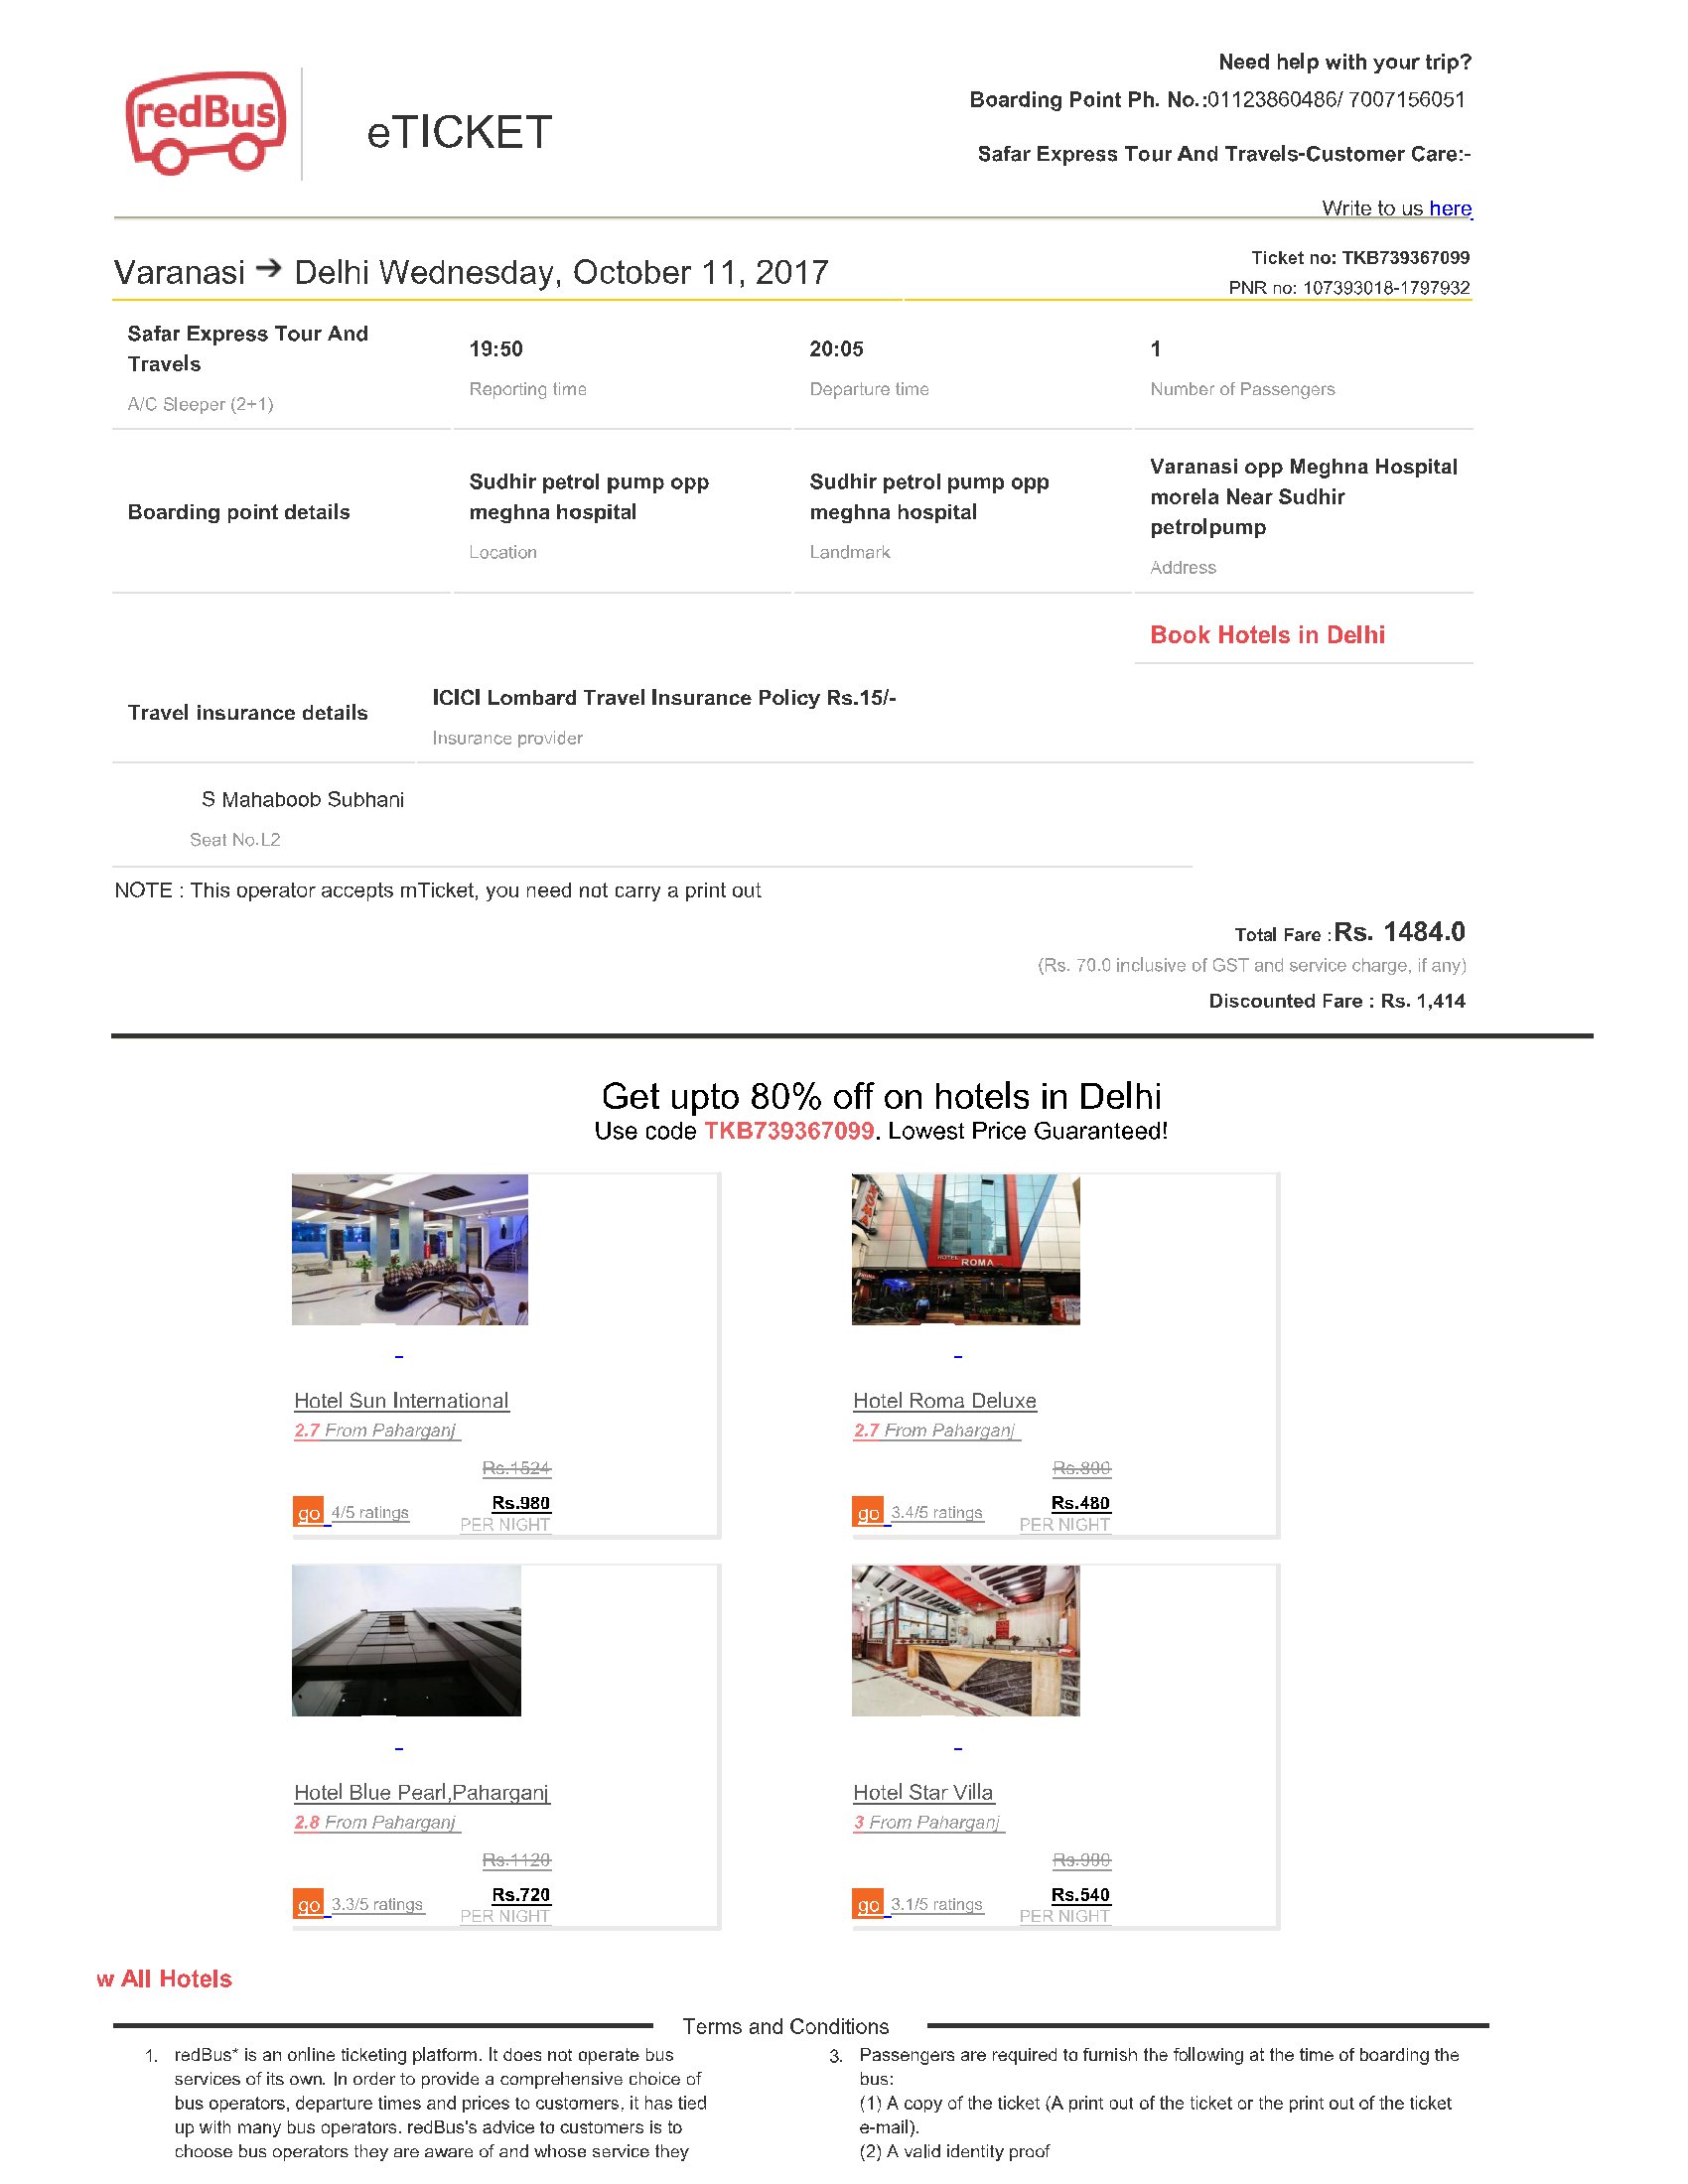 redBus
eTICKET
Need help with your trip?
Boarding Point Ph. No.:01123860486/ 7007156051
Safar Express Tour And Travels-Customer Care:-
Write to us here
Varanasi → Delhi Wednesday, October 11, 2017
Ticket no: TKB739367099
PNR no: 107393018-1797932
Safar Express Tour And
Travels
A/C Sleeper (2+1)
19:50
Reporting time
20:05
Departure time
1
Number of Passengers
Boarding point details
Sudhir petrol pump opp
meghna hospital
Location
Sudhir petrol pump opp
meghna hospital
Landmark
Varanasi opp Meghna Hospital
morela Near Sudhir
petrolpump
Address
Book Hotels in Delhi
Travel insurance details
ICICI Lombard Travel Insurance Policy Rs.15/-
Insurance provider
S Mahaboob Subhani
Seat No.L2
NOTE : This operator accepts mTicket, you need not carry a print out
Total Fare :Rs. 1484.0
(Rs. 70.0 inclusive of GST and service charge, if any)
Discounted Fare : Rs. 1,414
Get upto 80% off on hotels in Delhi
Use code TKB739367099. Lowest Price Guaranteed!
HOTEL ROMA
Hotel Sun International
2.7 From Paharganj
Rs.1524
Rs.980
go 4/5 ratings
PER NIGHT
Hotel Roma Deluxe
2.7 From Paharganj
Rs.800
Rs.480
go 3.4/5 ratings
PER NIGHT
Hotel Blue Pearl,Paharganj
2.8 From Paharganj
Rs.1120
Rs.720
go 3.3/5 ratings
PER NIGHT
Hotel Star Villa
3 From Paharganj
Rs.900
Rs.540
go 3.1/5 ratings
PER NIGHT
w All Hotels
Terms and Conditions
1. redBus* is an online ticketing platform. It does not operate bus
services of its own. In order to provide a comprehensive choice of
bus operators, departure times and prices to customers, it has tied
up with many bus operators. redBus's advice to customers is to
choose bus operators they are aware of and whose service they
3. Passengers are required to furnish the following at the time of boarding the
bus:
(1) A copy of the ticket (A print out of the ticket or the print out of the ticket
e-mail).
(2) A valid identity proof